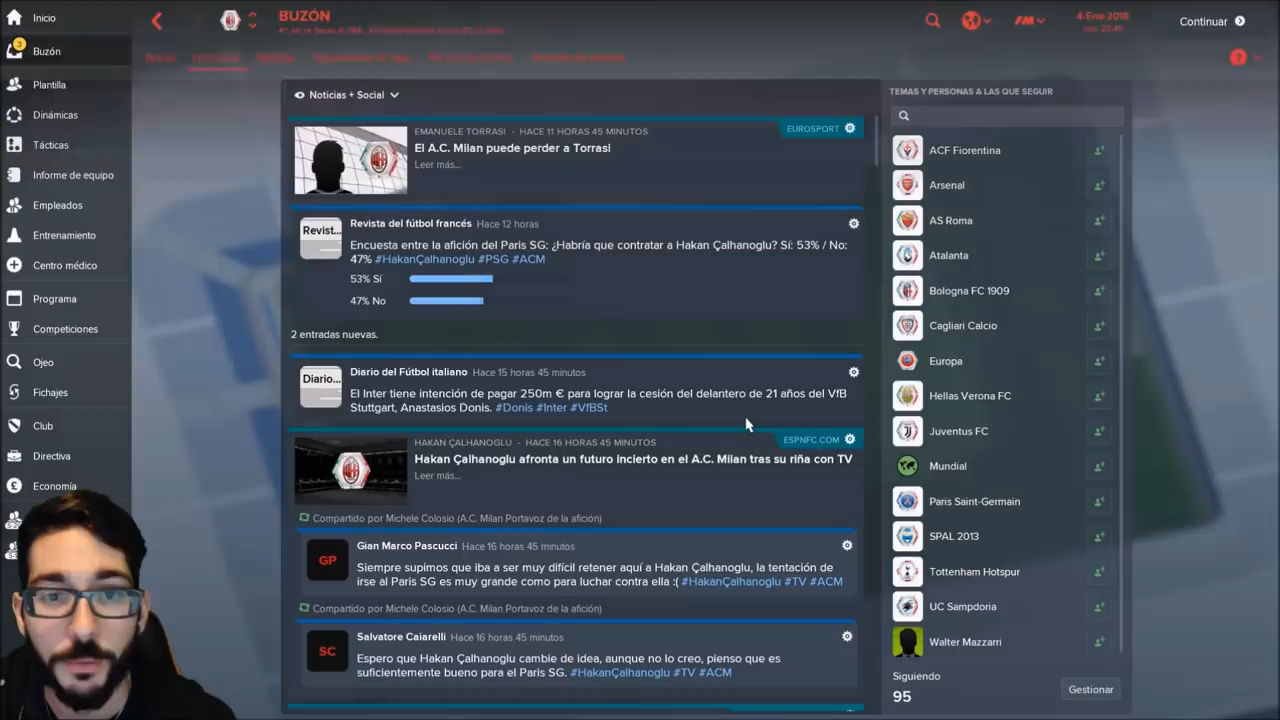 Inicio
BUZÓN
4-Ene-2018
Continuar
3
Buzón
Plantilla
Dinámicas
Tácticas
Informe de equipo
Empleados
Entrenamiento
Centro médico
Programa
Competiciones
Ojeo
Fichajes
Club
Directiva
Economía
Noticias + Social
EMANUELE TORRASI - HACE 11 HORAS 45 MINUTOS
EUROSPORT
El A.C. Milan puede perder a Torrasi
Leer más...
Revist...
Revista del fútbol francés Hace 12 horas
Encuesta entre la afición del Paris SG: ¿Habría que contratar a Hakan Çalhanoglu? Sí: 53% / No:
47% #HakanÇalhanoglu #PSG #ACM
53% Sí
47% No
2 entradas nuevas.
Diario...
Diario del Fútbol italiano Hace 15 horas 45 minutos
El Inter tiene intención de pagar 250m € para lograr la cesión del delantero de 21 años del VfB
Stuttgart, Anastasios Donis. #Donis #Inter #VfBSt
HAKAN ÇALHANOGLU - HACE 16 HORAS 45 MINUTOS
ESPNFC.COM
Hakan Çalhanoglu afronta un futuro incierto en el A.C. Milan tras su riña con TV
Leer más...
Compartido por Michele Colosio (A.C. Milan Portavoz de la afición)
GP
Gian Marco Pascucci Hace 16 horas 45 minutos
Siempre supimos que iba a ser muy difícil retener aquí a Hakan Çalhanoglu, la tentación de
irse al Paris SG es muy grande como para luchar contra ella :( #HakanÇalhanoglu #TV #ACM
Compartido por Michele Colosio (A.C. Milan Portavoz de la afición)
SC
Salvatore Caiarelli Hace 16 horas 45 minutos
Espero que Hakan Çalhanoglu cambie de idea, aunque no lo creo, pienso que es
suficientemente bueno para el Paris SG. #HakanÇalhanoglu #TV #ACM
TEMAS Y PERSONAS A LAS QUE SEGUIR
ACF Fiorentina
Arsenal
AS Roma
Atalanta
Bologna FC 1909
Cagliari Calcio
Europa
Hellas Verona FC
Juventus FC
Mundial
Paris Saint-Germain
SPAL 2013
Tottenham Hotspur
UC Sampdoria
Walter Mazzarri
Siguiendo
95
Gestionar